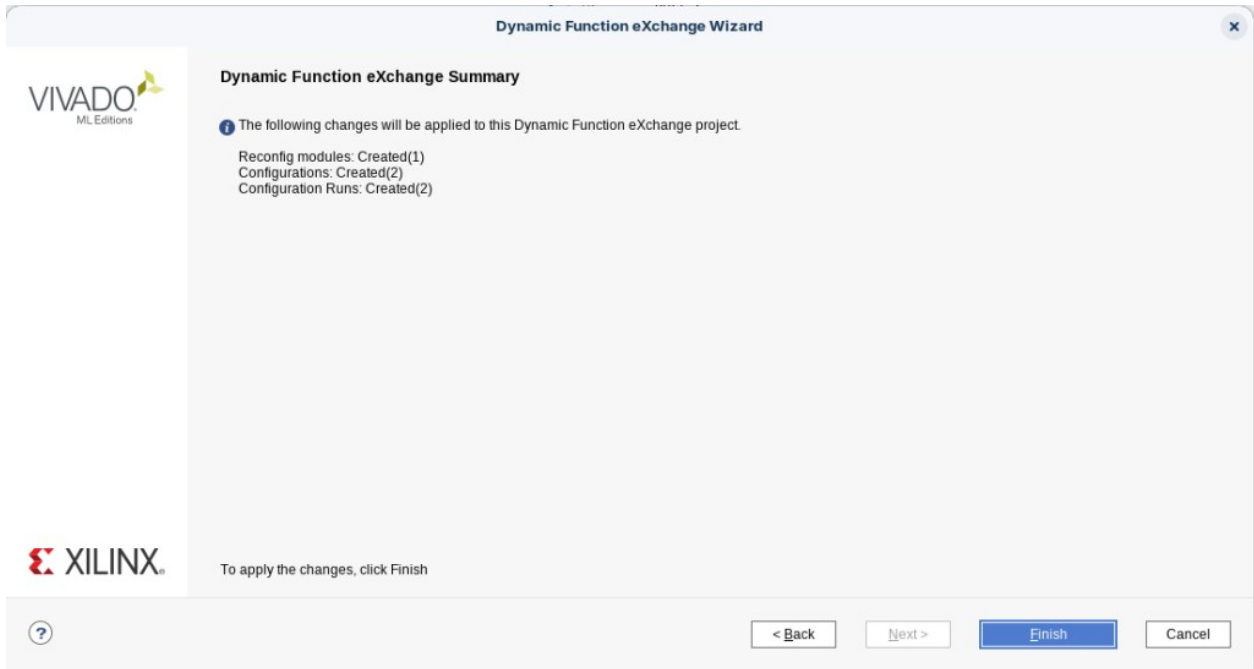 Dynamic Function eXchange Wizard
VIVADO.
ML Editions
Dynamic Function eXchange Summary
The following changes will be applied to this Dynamic Function eXchange project.
Reconfig modules: Created(1)
Configurations: Created(2)
Configuration Runs: Created(2)
XILINX.
To apply the changes, click Finish
?
< Back
Next >
Finish
Cancel